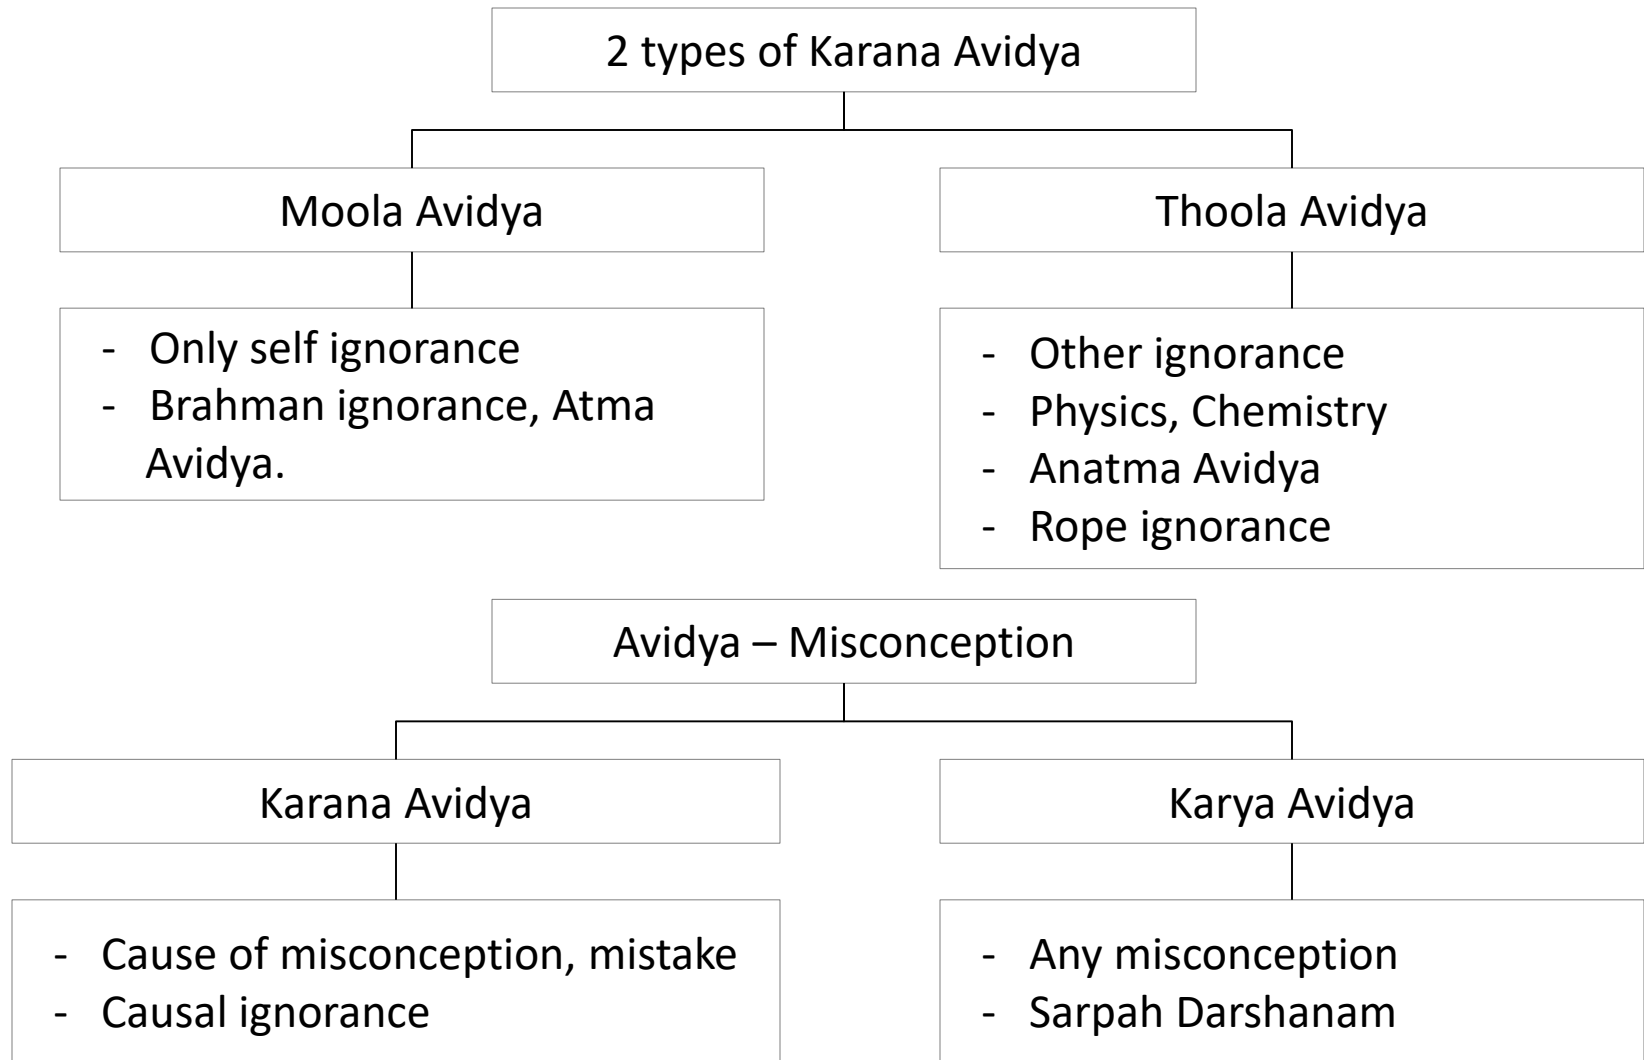 2 types of Karana Avidya
Moola Avidya
Thoola Avidya
- Only self ignorance
- Brahman ignorance, Atma
Avidya.
- Other ignorance
- Physics, Chemistry
- Anatma Avidya
- Rope ignorance
Avidya – Misconception
Karana Avidya
Karya Avidya
- Cause of misconception, mistake
- Causal ignorance
- Any misconception
- Sarpah Darshanam